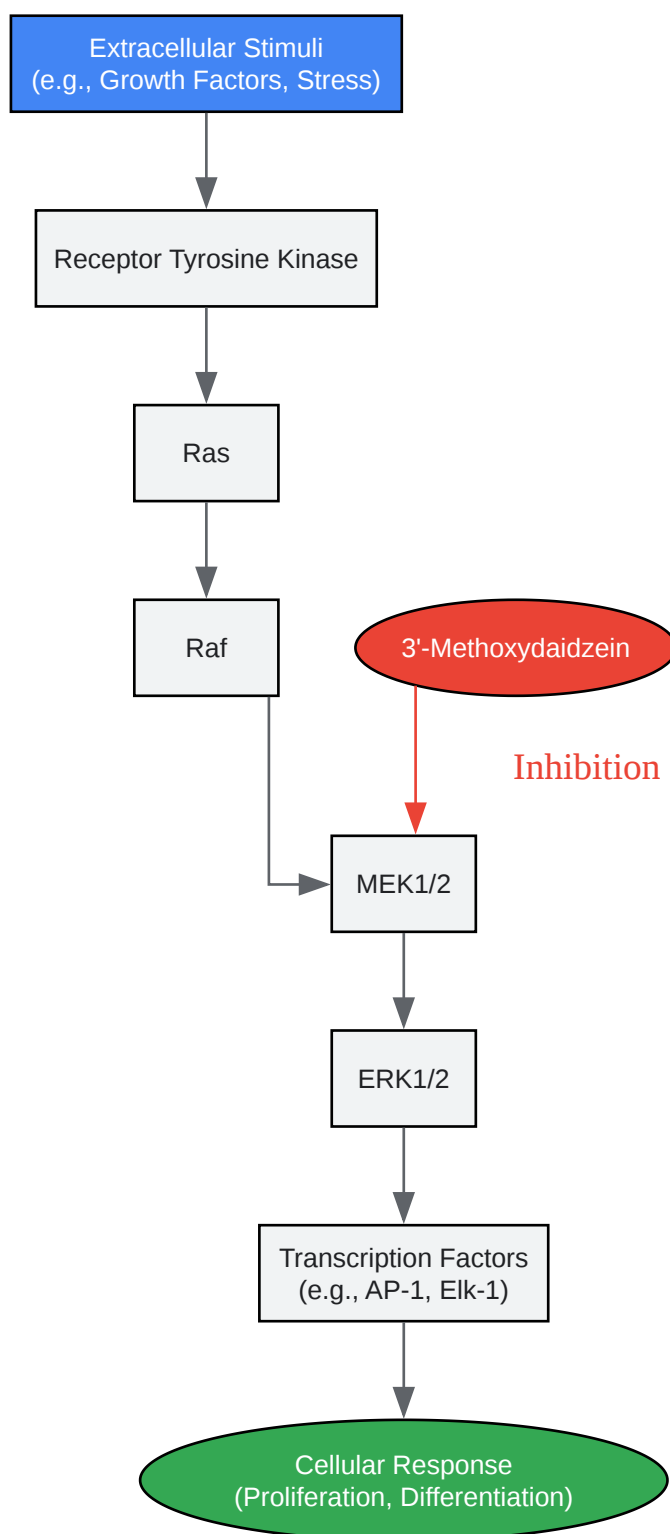 Extracellular Stimuli
(e.g., Growth Factors, Stress)
Receptor Tyrosine Kinase
Ras
Raf
3'-Methoxydaidzein
Inhibition
MEK1/2
ERK1/2
Transcription Factors
(e.g., AP-1, Elk-1)
Cellular Response
(Proliferation, Differentiation)